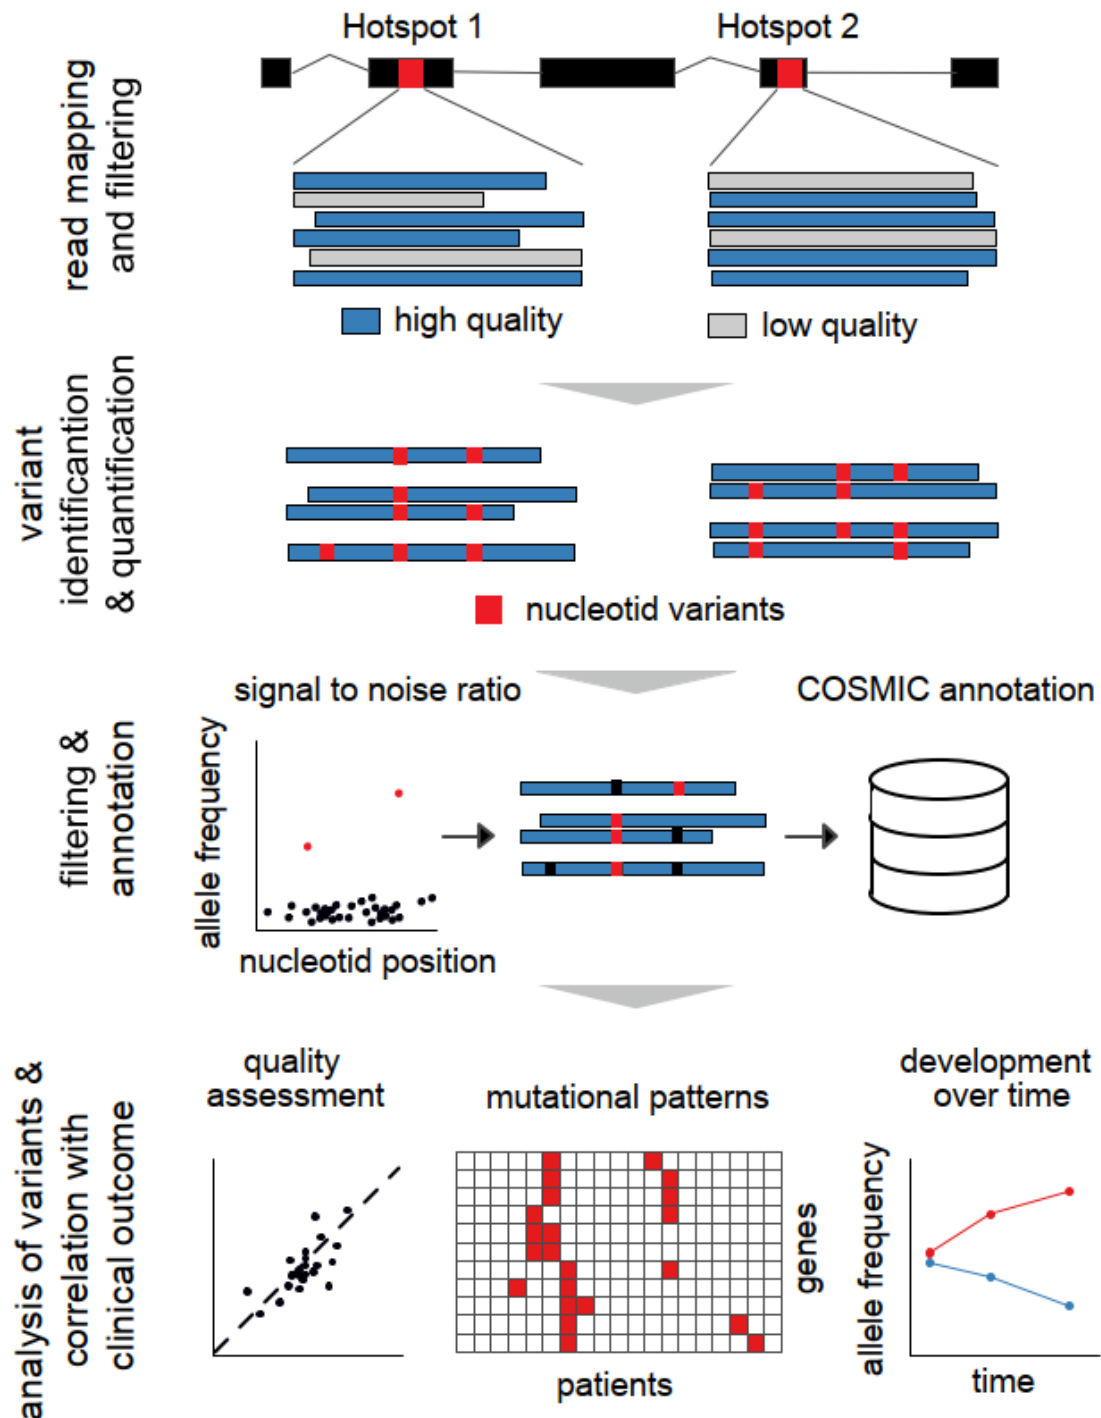 Hotspot 1
Hotspot 2
read mapping
and filtering
high quality
low quality
variant
identificantion
& quantification
nucleotid variants
signal to noise ratio
COSMIC annotation
filtering &
annotation
allele frequency
nucleotid position
analysis of variants &
correlation with
clinical outcome
quality
assessment
mutational patterns
genes
patients
development
over time
allele frequency
time